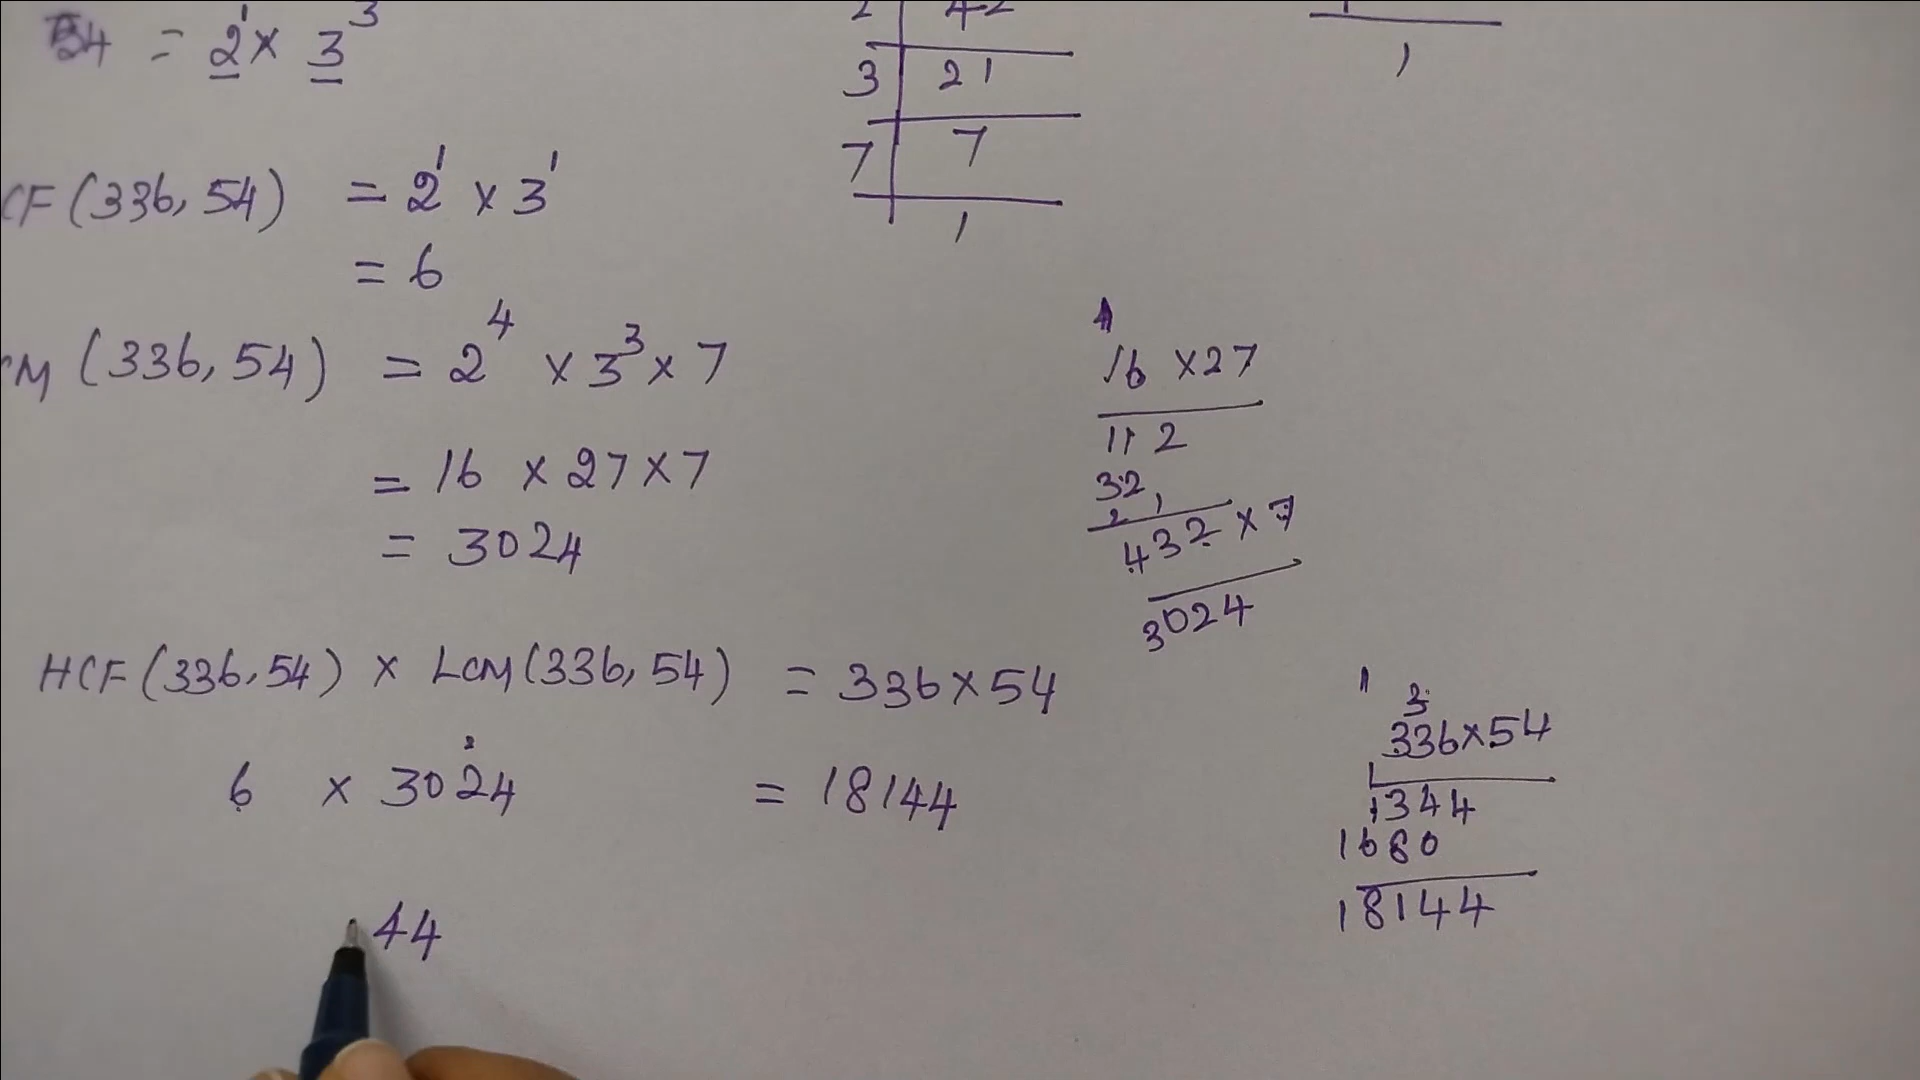 54 = 2¹ × 3³
2 | 42
3 | 21
7 | 7
1
1
CF (336, 54) = 2¹ × 3¹
= 6
CM (336, 54) = 2⁴ × 3³ × 7
= 16 × 27 × 7
= 3024
16 × 27
112
32
432 × 7
3024
HCF (336, 54) × LCM (336, 54) = 336 × 54
6 × 3024 = 18144
44
336 × 54
1344
1680
18144